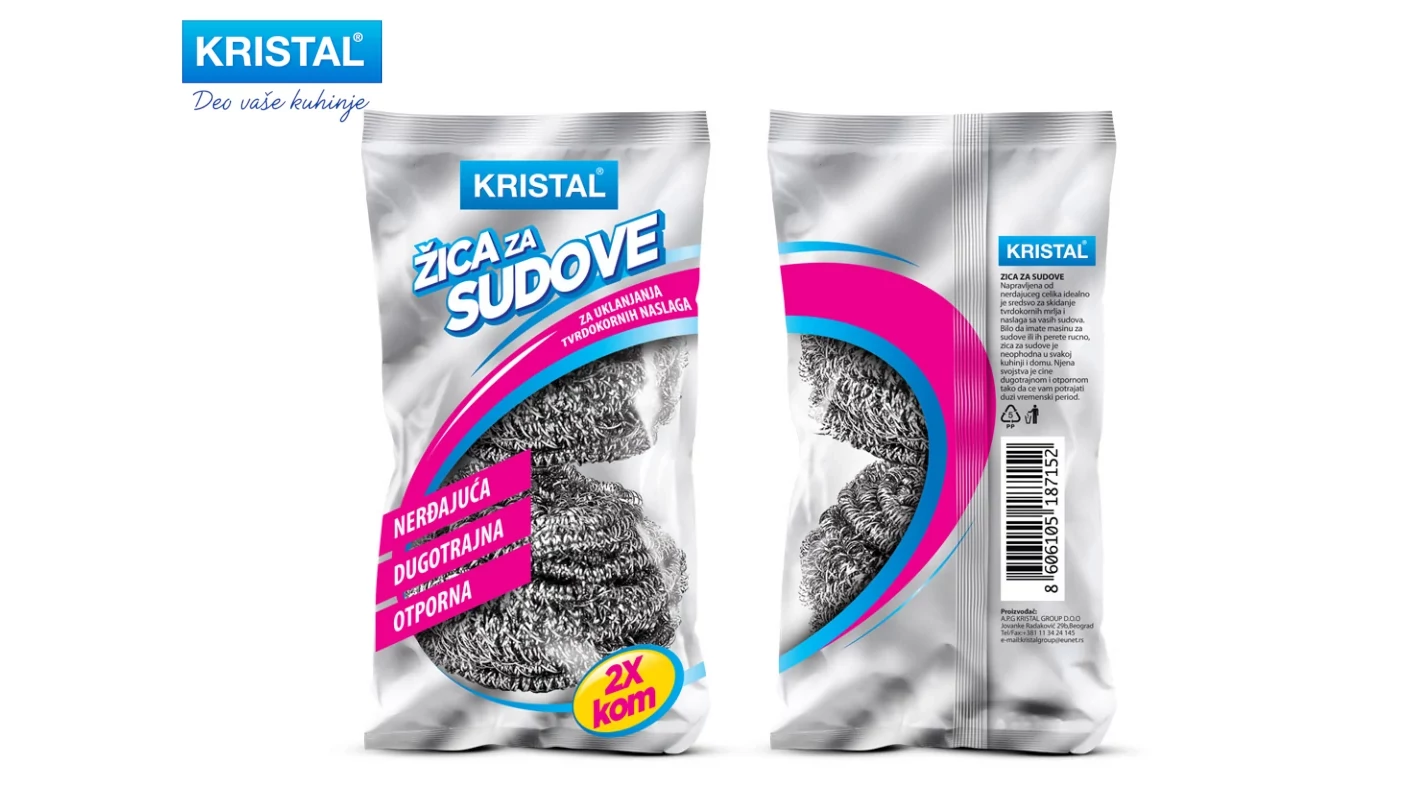 KRISTAL®
Deo vaše kuhinje
KRISTAL®
ŽICA ZA
SUDOVE
ZA UKLANJANJA
TVRDOKORNIH NASLAGA
NERĐAJUĆA
DUGOTRAJNA
OTPORNA
2X
kom
KRISTAL®
ZICA ZA SUDOVE
Napravljena od
nerdajuceg celika idealno
je sredsvo za skidanje
tvrdokornih mrlja i
naslaga sa vasih sudova.
Bilo da imate masinu za
sudove ili ih perete rucno,
zica za sudove je
neophodna u svakoj
kuhinji i domu. Njena
svojstva je cine
dugotrajnom i otpornom
tako da ce vam potrajati
duzi vremenski period.
5
PP
8 606105 187152
Proizvođač:
A.P.G KRISTAL GROUP D.O.O
Jovanke Radaković 29b,Beograd
Tel/Fax:+381 11 34 24 145
e-mail:kristalgroup@eunet.rs